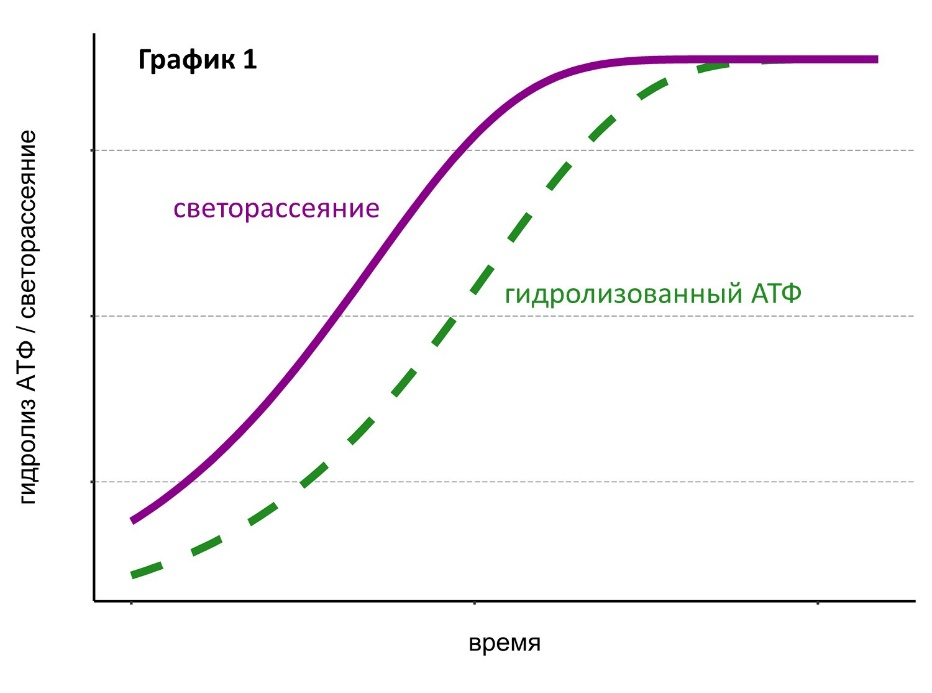 График 1
светорассеяние
гидролизованный АТФ
гидролиз АТФ / светорассеяние
время